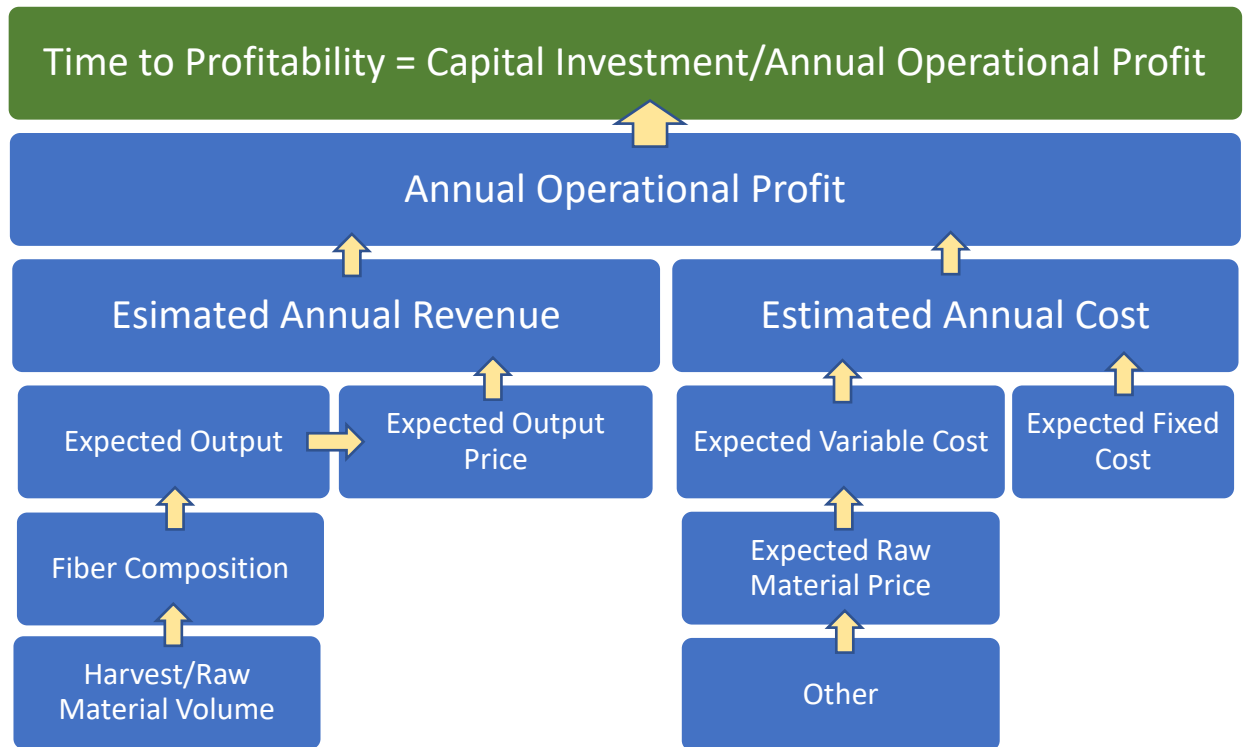 Time to Profitability = Capital Investment/Annual Operational Profit
Annual Operational Profit
Esimated Annual Revenue
Estimated Annual Cost
Expected Output
Expected Output
Price
Expected Variable Cost
Expected Fixed
Cost
Fiber Composition
Expected Raw
Material Price
Harvest/Raw
Material Volume
Other